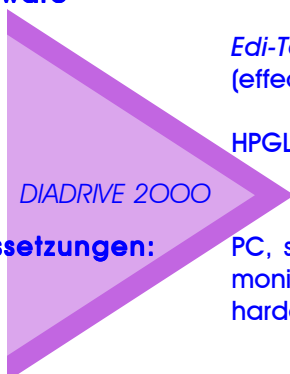 Edi-T
(effec
HPGL
DIADRIVE 2000
ssetzungen:
PC, s
moni
hard